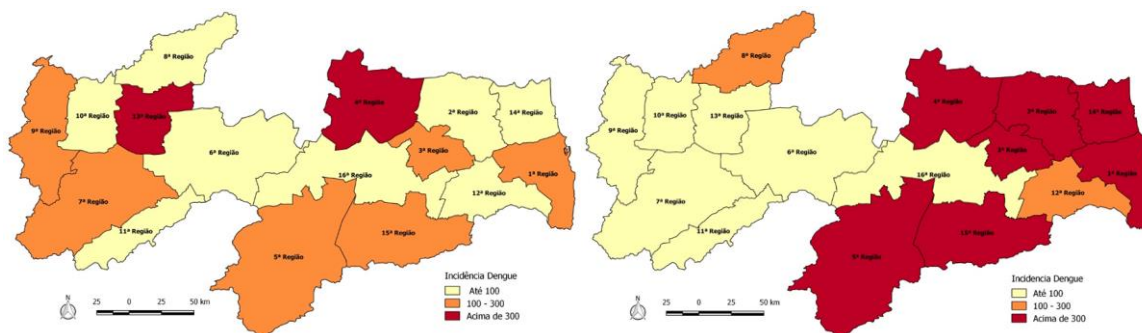 8ª Região
9ª Região
10ª Região
13ª Região
4ª Região
2ª Região
14ª Região
3ª Região
6ª Região
1ª Região
16ª Região
12ª Região
7ª Região
11ª Região
15ª Região
5ª Região
Incidência Dengue
Até 100
100 - 300
Acima de 300
N
25 0 25 50 km
8ª Região
9ª Região
10ª Região
13ª Região
4ª Região
2ª Região
14ª Região
3ª Região
6ª Região
1ª Região
16ª Região
12ª Região
7ª Região
11ª Região
15ª Região
5ª Região
Incidencia Dengue
Até 100
100 - 300
Acima de 300
N
25 0 25 50 km